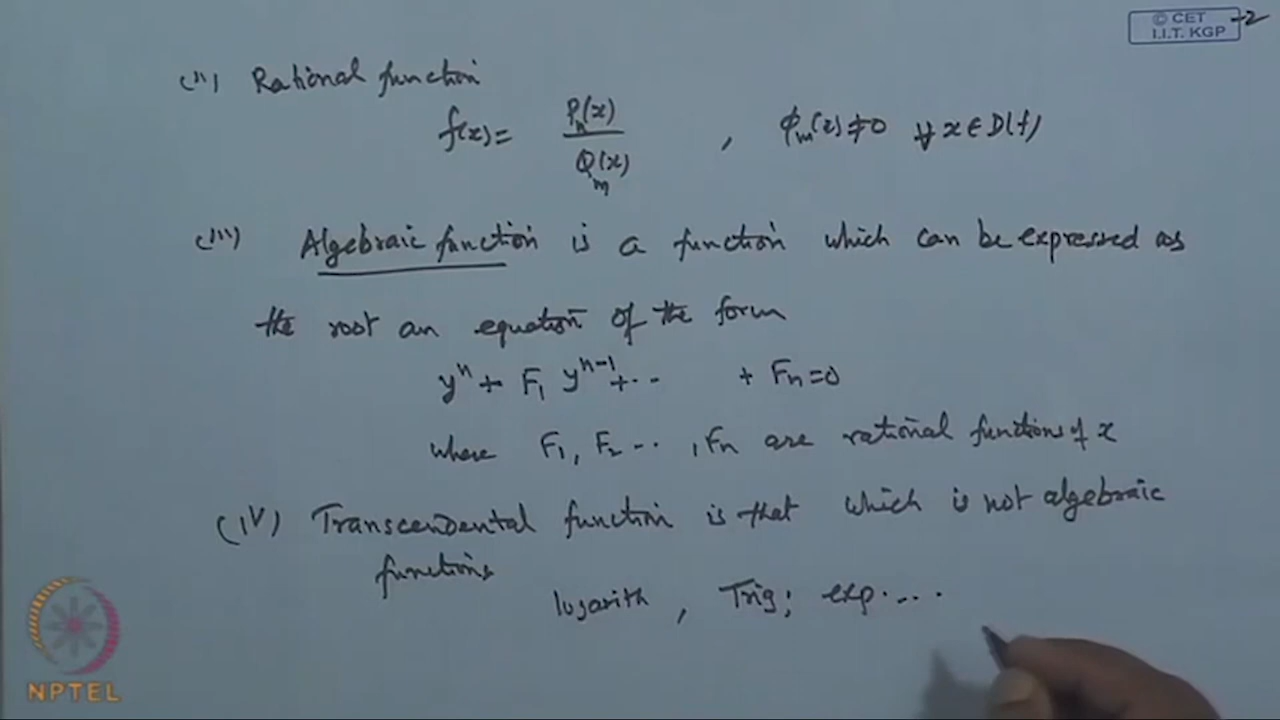 © CET
I.I.T. KGP
-2
(ii) Rational function
f(x) = Pn(x) / Qm(x) , Qm(x) ≠ 0 ∀ x ∈ D(f)
(iii) Algebraic function is a function which can be expressed as
the root an equation of the form
y^n + F1 y^n-1 + .. + Fn = 0
where F1, F2 .. , Fn are rational functions of x
(iv) Transcendental function is that which is not algebraic
functions
logarith , Trig; exp. ...
NPTEL